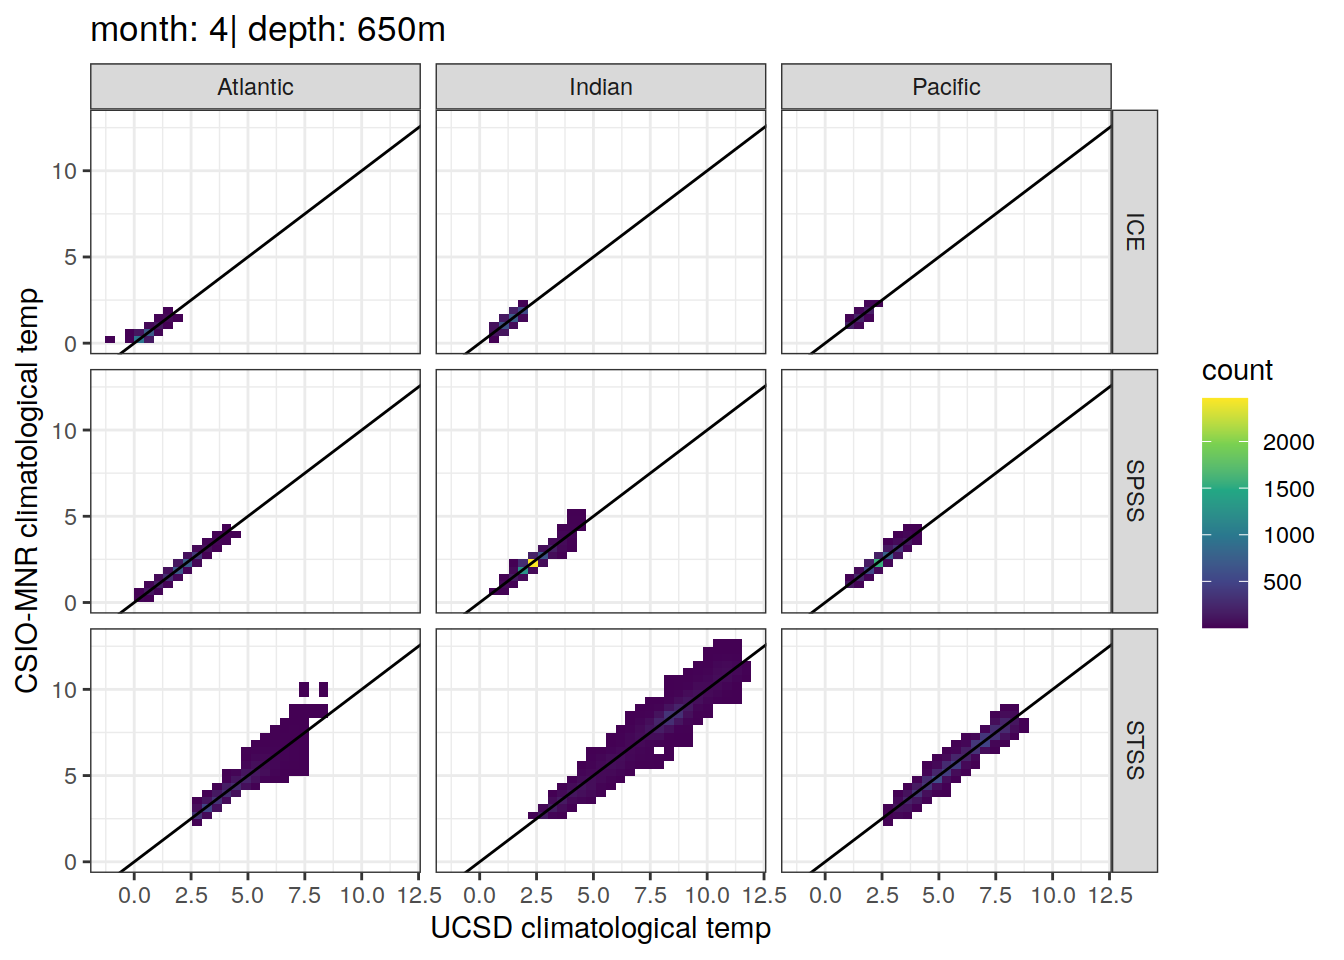 month: 4| depth: 650m
Atlantic
Indian
Pacific
CSIO-MNR climatological temp
10
5
0
ICE
10
5
0
SPSS
10
5
0
STSS
0.0 2.5 5.0 7.5 10.0 12.5
0.0 2.5 5.0 7.5 10.0 12.5
0.0 2.5 5.0 7.5 10.0 12.5
UCSD climatological temp
count
2000
1500
1000
500